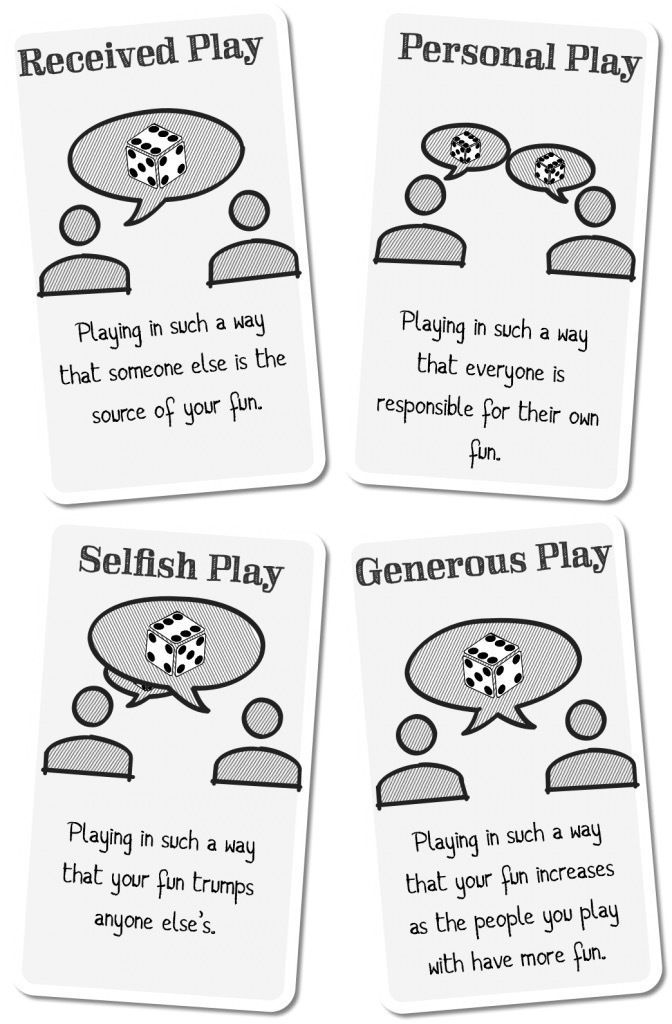 Received Play
Playing in such a way
that someone else is the
source of your fun.
Personal Play
Playing in such a way
that everyone is
responsible for their own
fun.
Selfish Play
Playing in such a way
that your fun trumps
anyone else's.
Generous Play
Playing in such a way
that your fun increases
as the people you play
with have more fun.